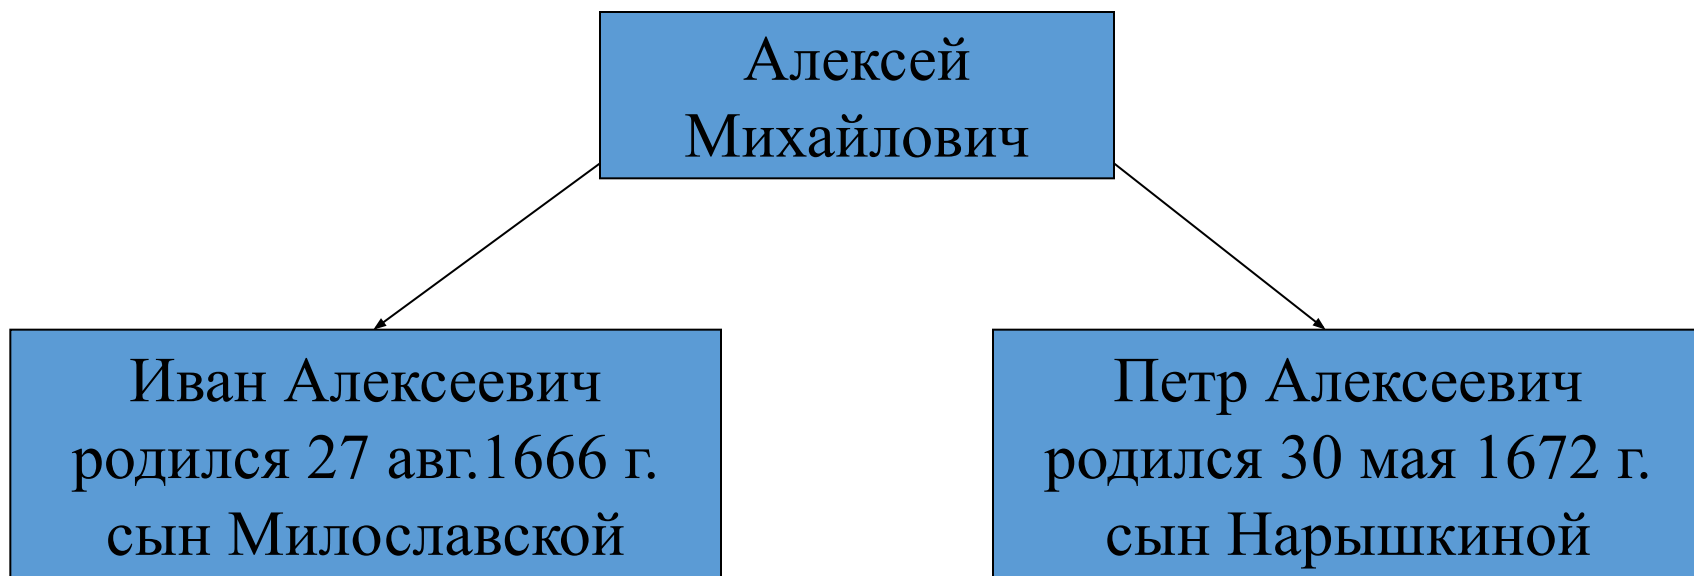 Алексей
Михайлович
Иван Алексеевич
родился 27 авг.1666 г.
сын Милославской
Петр Алексеевич
родился 30 мая 1672 г.
сын Нарышкиной